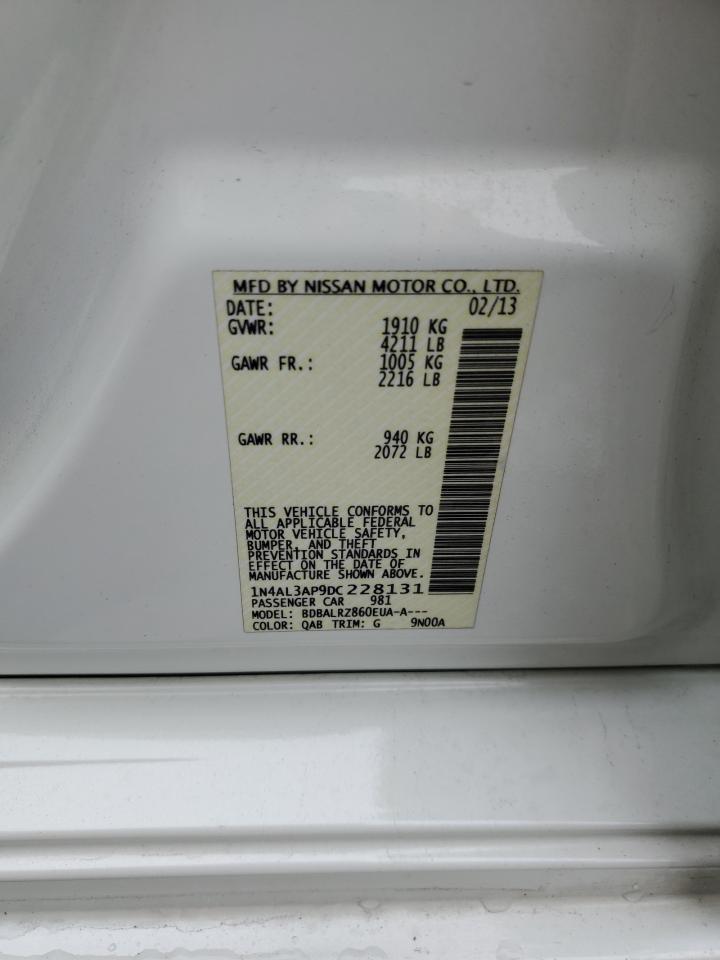 MFD BY NISSAN MOTOR CO., LTD.
DATE: 02/13
GVWR: 1910 KG
4211 LB
GAWR FR.: 1005 KG
2216 LB
GAWR RR.: 940 KG
2072 LB
THIS VEHICLE CONFORMS TO
ALL APPLICABLE FEDERAL
MOTOR VEHICLE SAFETY,
BUMPER, AND THEFT
PREVENTION STANDARDS IN
EFFECT ON THE DATE OF
MANUFACTURE SHOWN ABOVE.
1N4AL3AP9DC228131
PASSENGER CAR 981
MODEL: BDBALRZ860EUA-A---
COLOR: QAB TRIM: G 9N00A